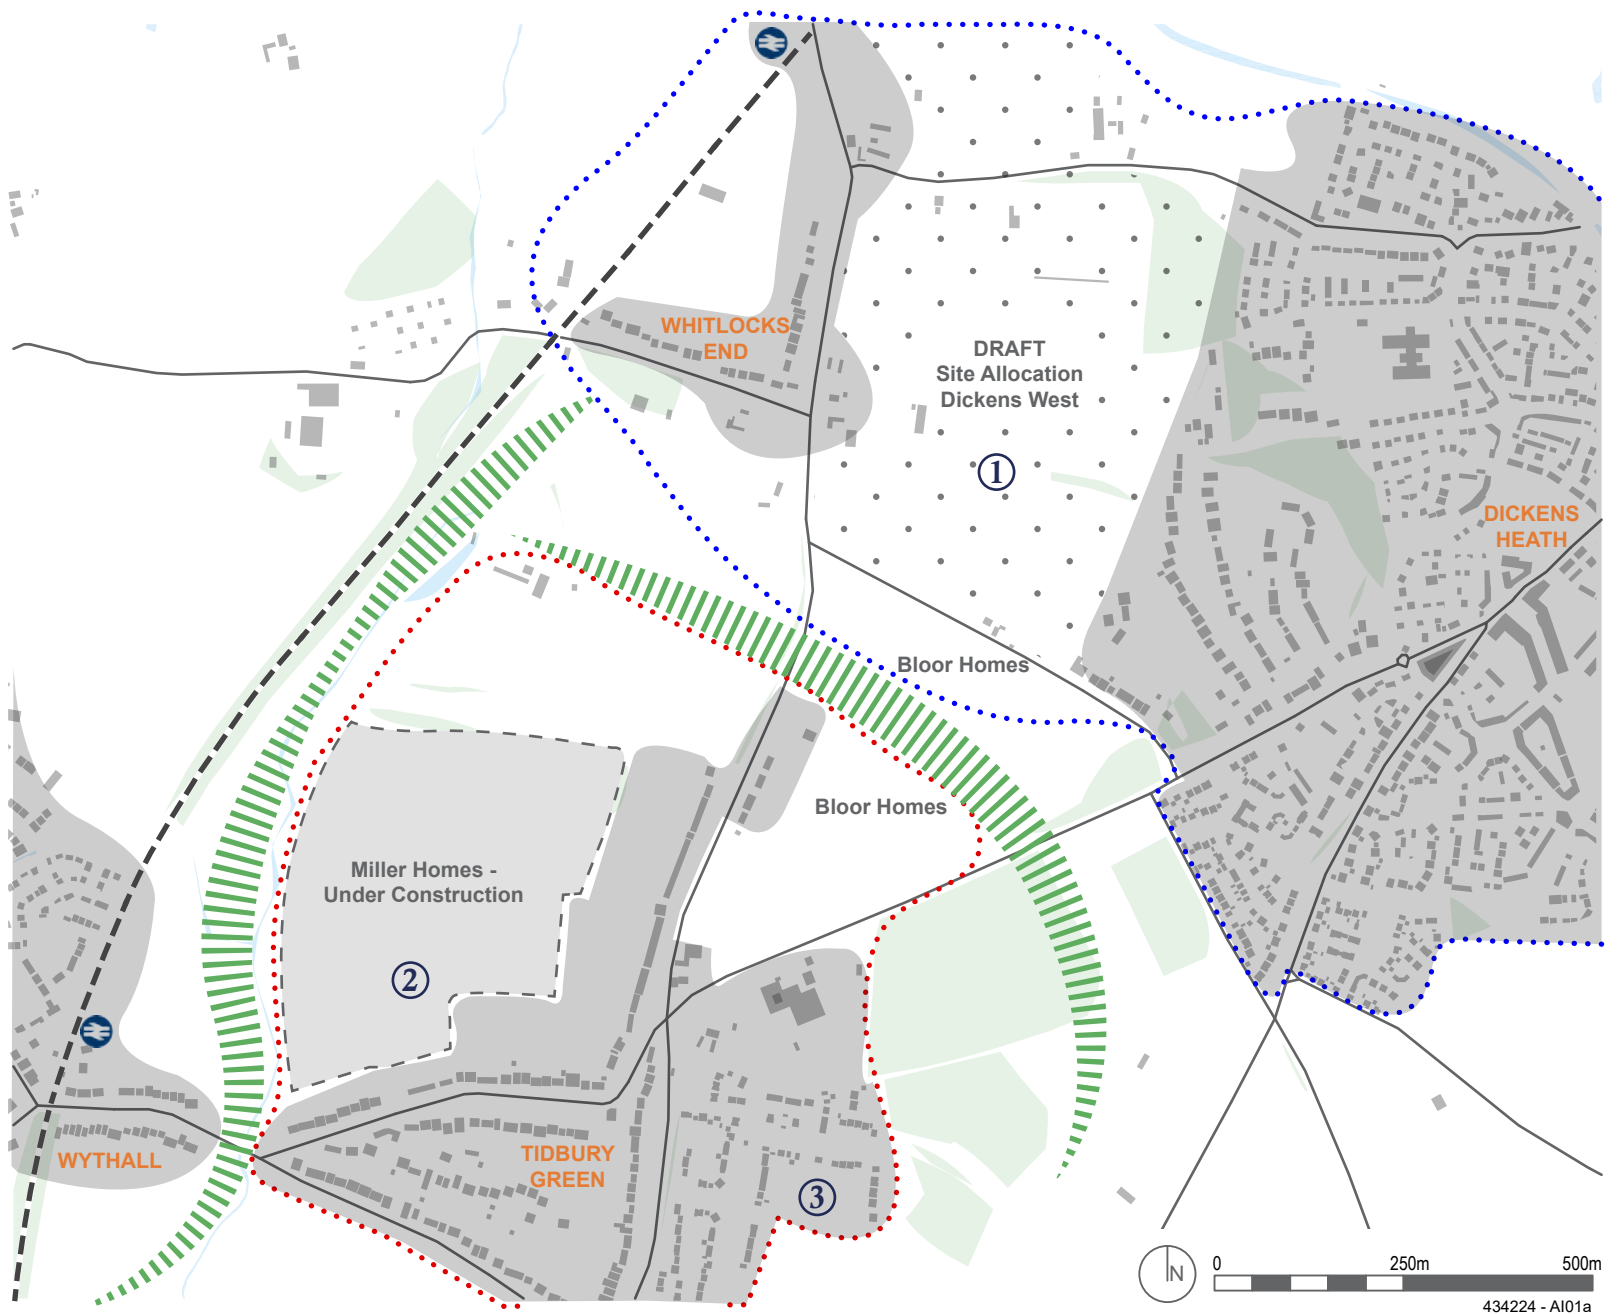 WHITLOCKS
END
DRAFT
Site Allocation
Dickens West
1
DICKENS
HEATH
Bloor Homes
Bloor Homes
Miller Homes -
Under Construction
2
WYTHALL
TIDBURY
GREEN
3
N
0 250m 500m
434224 - AI01a